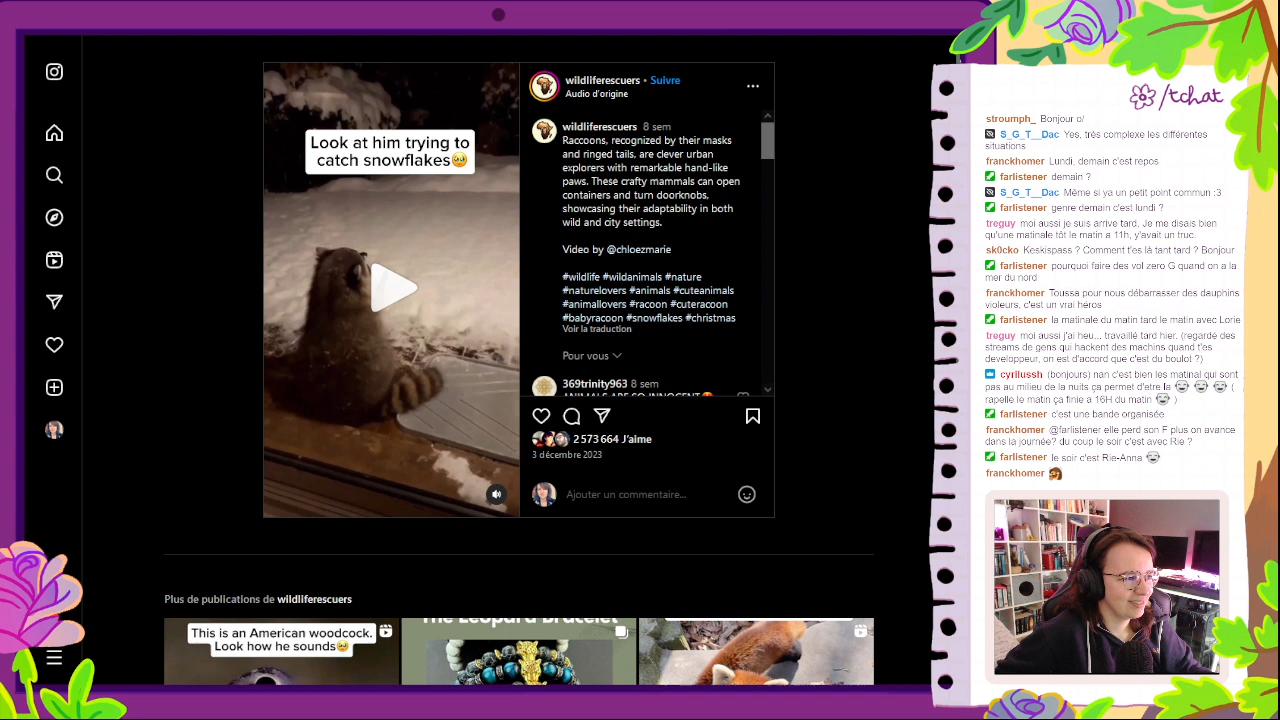 Look at him trying to
catch snowflakes🥹
wildliferescuers • Suivre
Audio d'origine
wildliferescuers 8 sem
Raccoons, recognized by their masks
and ringed tails, are clever urban
explorers with remarkable hand-like
paws. These crafty mammals can open
containers and turn doorknobs,
showcasing their adaptability in both
wild and city settings.
Video by @chloezmarie
#wildlife #wildanimals #nature
#naturelovers #animals #cuteanimals
#animallovers #racoon #cuteracoon
#babyracoon #snowflakes #christmas
Voir la traduction
Pour vous
369trinity963 8 sem
ANIMALS ARE SO INNOCENT
2 573 664 J'aime
3 décembre 2023
Ajouter un commentaire...
Plus de publications de wildliferescuers
This is an American woodcock.
Look how he sounds🥹
The Leopard Bracelet
/tchat
stroumph_ Bonjour o/
S_G_T__Dac Yes, très complexe les différentes
situations
franckhomer Lundi, demain c'est repos
farlistener demain ?
S_G_T__Dac Même si ya un petit point commun :3
farlistener genre demain c'est lundi ?
treguy moi aussi je suis arrivé tard. Je me disais bien
qu'une matinale tôt le matin a 11h, y'avait un truc.
sk0cko Keskispass ? Comment t'es là tant tard ? Bonjour
farlistener pourquoi faire des vol zero G quand on a la
mer du nord
franckhomer Toussa pour nous débarrasser des dauphins
violeurs, c'est un vrai héros
farlistener la matinale du matin tard le matin avec Lorie
treguy moi aussi j'ai heu... travaillé tard hier. (regardé des
streams de gens qui hackent des machins quand t'es
developpeur, on est d'accord que c'est du boulot ?)
cyrilussh (bonjours) nan c'est bien les matinal qui sont
pas au milieu de la nuits ça permet d'etre la (
rapelle le matin ça finie a 16H du matin )
farlistener c'est une bande organisée
franckhomer @farlistener elle perd son F plus on avance
dans la journée? du coup le soir c'est avec Rie ?
farlistener le soir c'est Rie-Anna
franckhomer